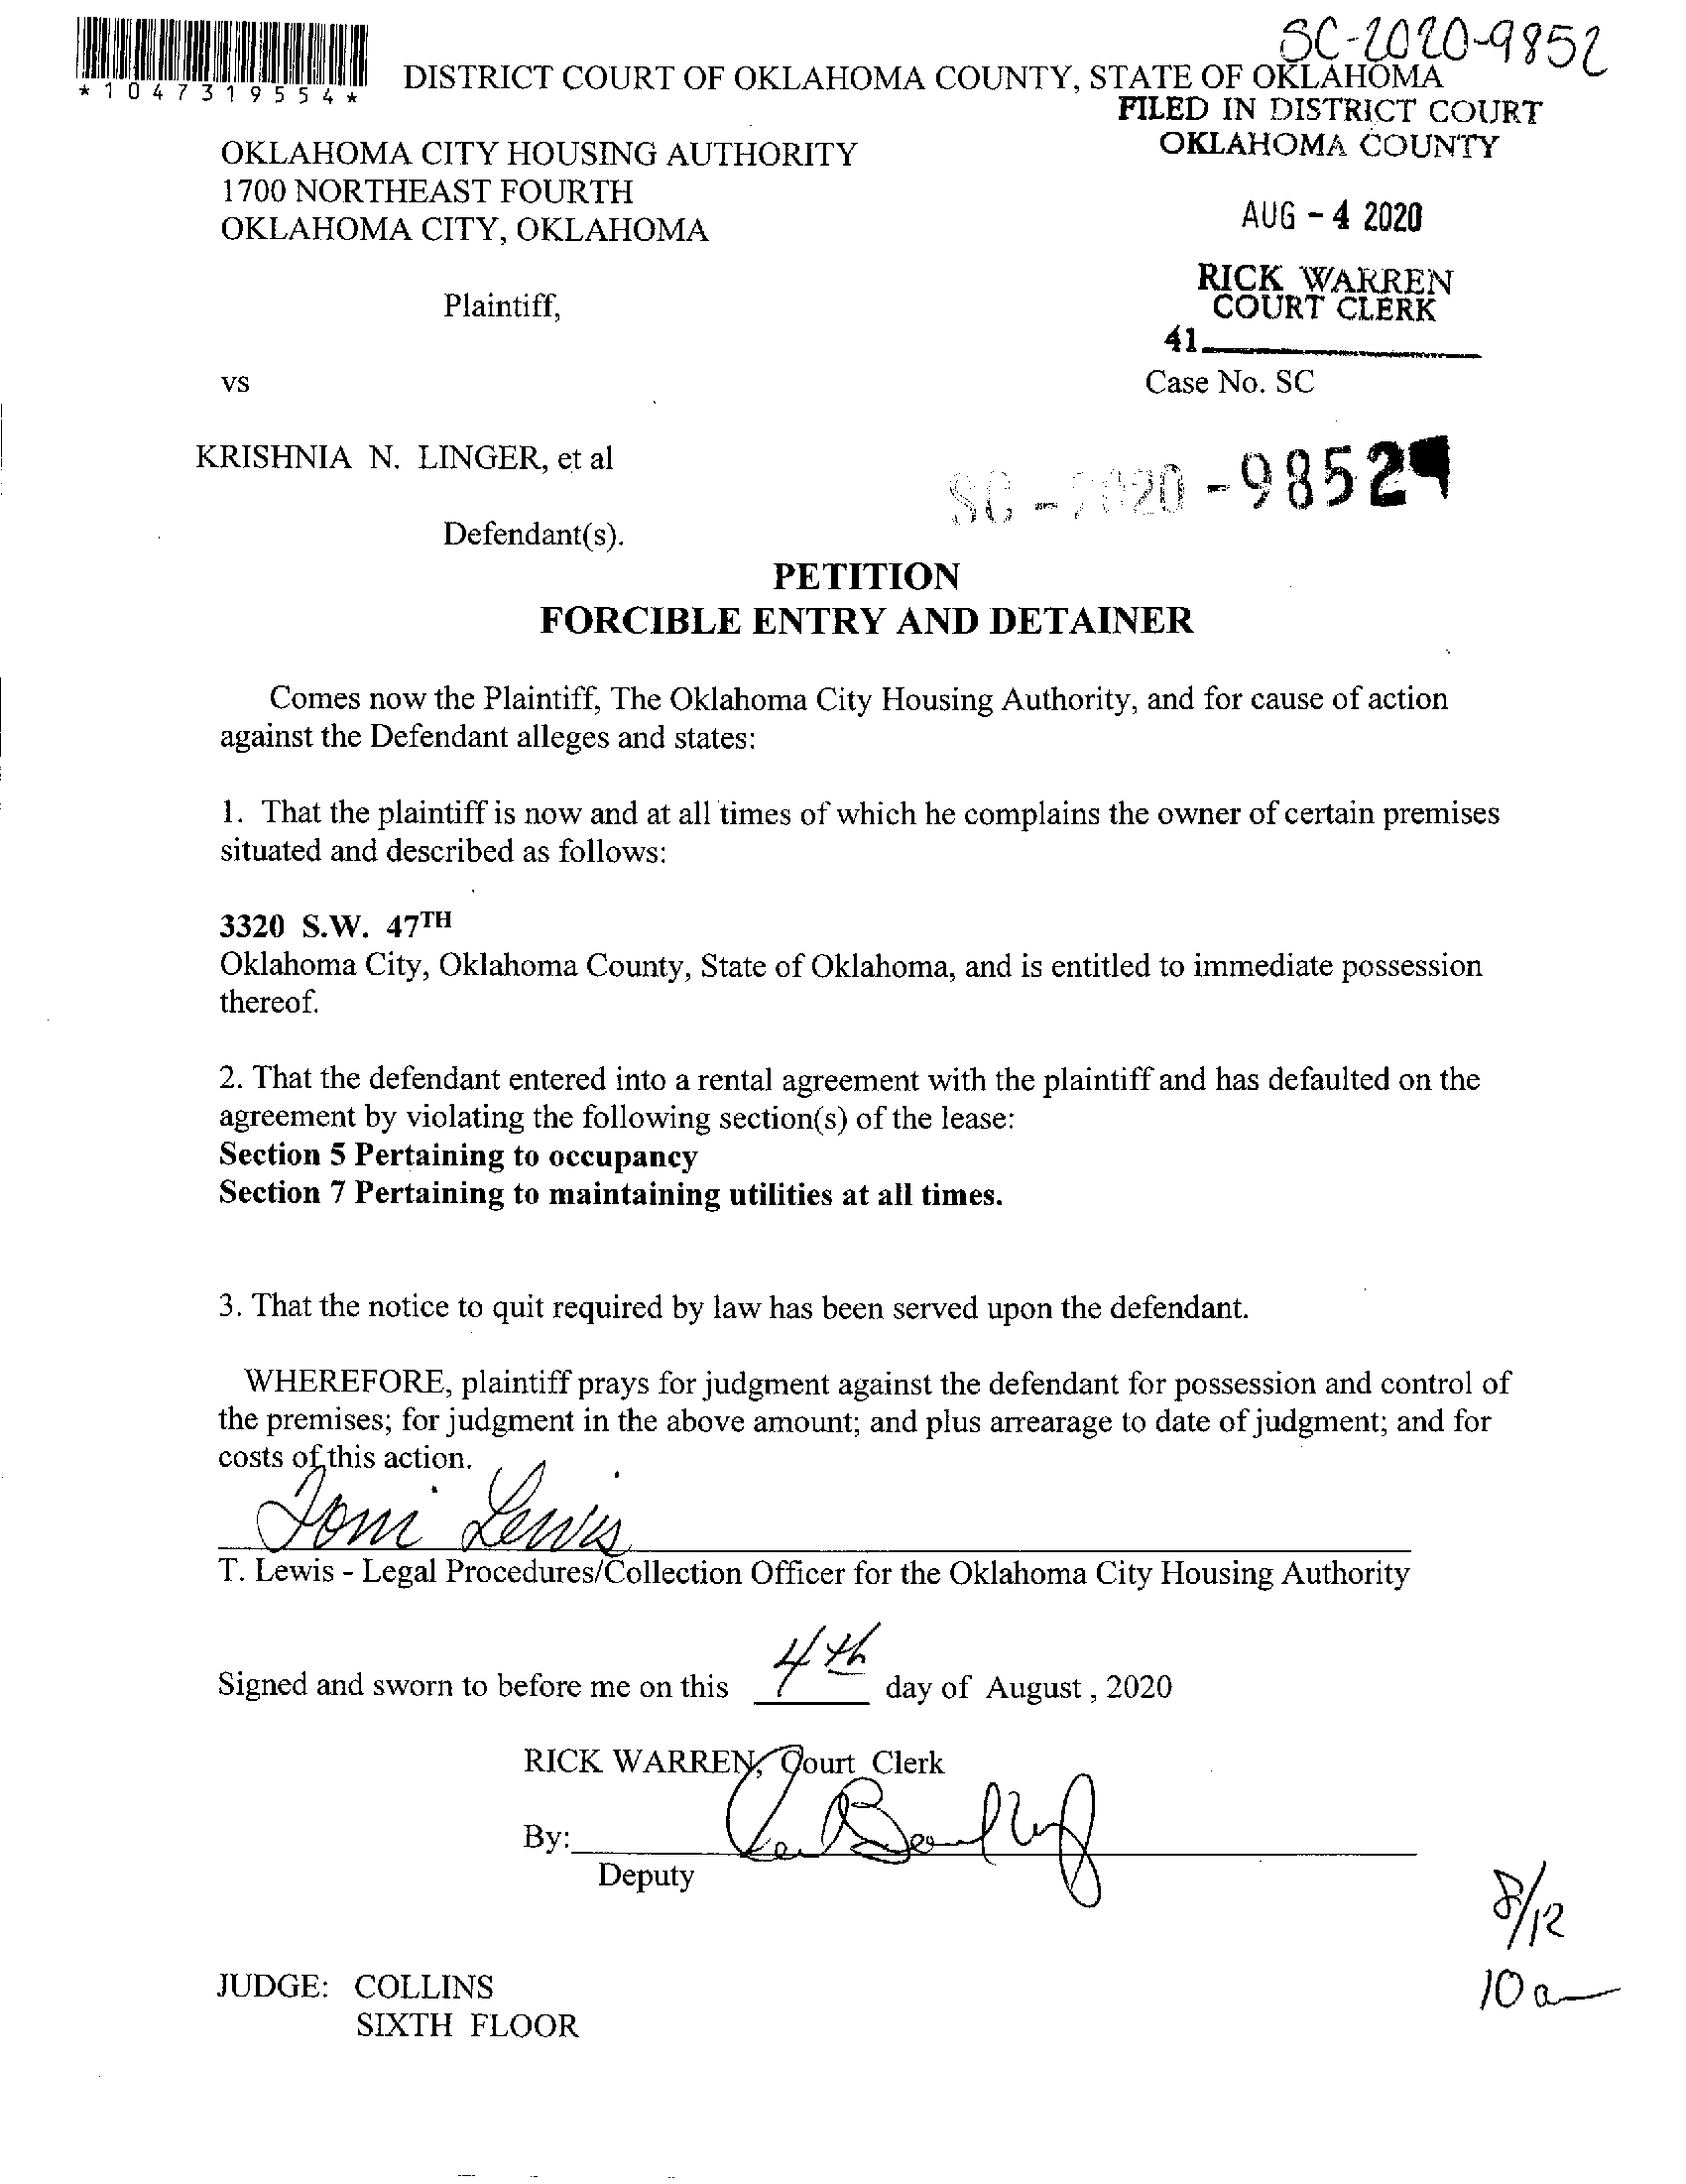 SC-2020-9852
*1047319554*
DISTRICT COURT OF OKLAHOMA COUNTY, STATE OF OKLAHOMA
FILED IN DISTRICT COURT
OKLAHOMA COUNTY
OKLAHOMA CITY HOUSING AUTHORITY
1700 NORTHEAST FOURTH
OKLAHOMA CITY, OKLAHOMA
AUG - 4 2020
RICK WARREN
COURT CLERK
41
Plaintiff,
vs
Case No. SC
KRISHNIA N. LINGER, et al
SC - 2020 - 9852
Defendant(s).
PETITION
FORCIBLE ENTRY AND DETAINER
Comes now the Plaintiff, The Oklahoma City Housing Authority, and for cause of action
against the Defendant alleges and states:
1. That the plaintiff is now and at all times of which he complains the owner of certain premises
situated and described as follows:
3320 S.W. 47TH
Oklahoma City, Oklahoma County, State of Oklahoma, and is entitled to immediate possession
thereof.
2. That the defendant entered into a rental agreement with the plaintiff and has defaulted on the
agreement by violating the following section(s) of the lease:
Section 5 Pertaining to occupancy
Section 7 Pertaining to maintaining utilities at all times.
3. That the notice to quit required by law has been served upon the defendant.
WHEREFORE, plaintiff prays for judgment against the defendant for possession and control of
the premises; for judgment in the above amount; and plus arrearage to date of judgment; and for
costs of this action.
Toni Lewis
T. Lewis - Legal Procedures/Collection Officer for the Oklahoma City Housing Authority
Signed and sworn to before me on this 4th day of August , 2020
RICK WARREN, Court Clerk
By:
Deputy
8/12
10 a
JUDGE: COLLINS
SIXTH FLOOR